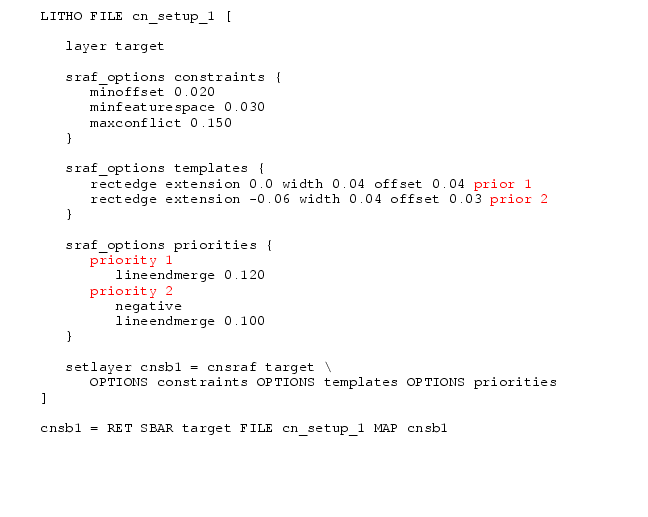 LITHO FILE cn_setup_1 [
layer target
sraf_options constraints {
minoffset 0.020
minfeaturespace 0.030
maxconflict 0.150
}
sraf_options templates {
rectedge extension 0.0 width 0.04 offset 0.04 prior 1
rectedge extension -0.06 width 0.04 offset 0.03 prior 2
}
sraf_options priorities {
priority 1
lineendmerge 0.120
priority 2
negative
lineendmerge 0.100
}
setlayer cnsb1 = cnsraf target \
OPTIONS constraints OPTIONS templates OPTIONS priorities
]
cnsb1 = RET SBAR target FILE cn_setup_1 MAP cnsb1